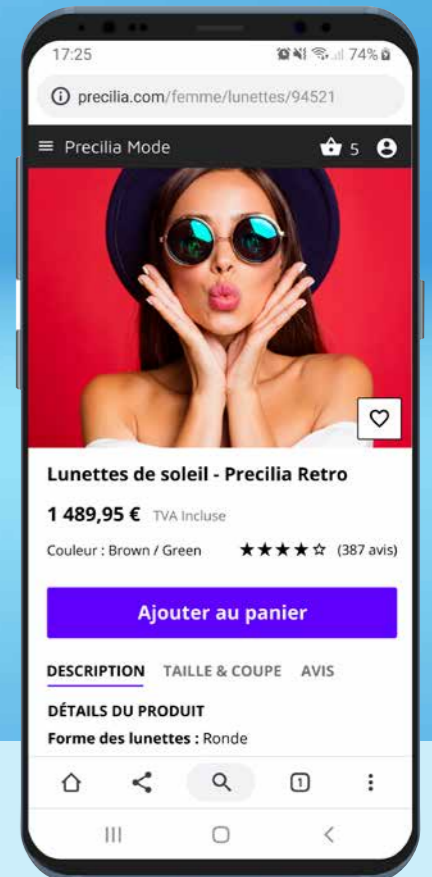 17:25 74%
precilia.com/femme/lunettes/94521
Precilia Mode 5
Lunettes de soleil - Precilia Retro
1 489,95 € TVA Incluse
Couleur : Brown / Green ★★★★☆ (387 avis)
Ajouter au panier
DESCRIPTION TAILLE & COUPE AVIS
DÉTAILS DU PRODUIT
Forme des lunettes : Ronde
1